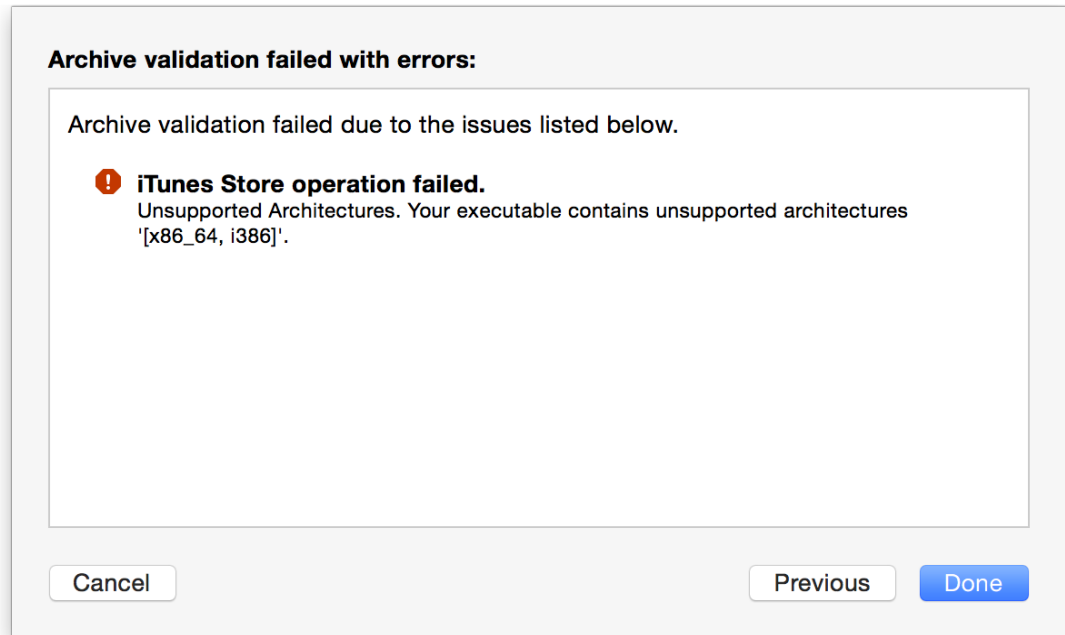 Archive validation failed with errors:
Archive validation failed due to the issues listed below.
iTunes Store operation failed.
Unsupported Architectures. Your executable contains unsupported architectures
'[x86_64, i386]'.
Cancel
Previous
Done